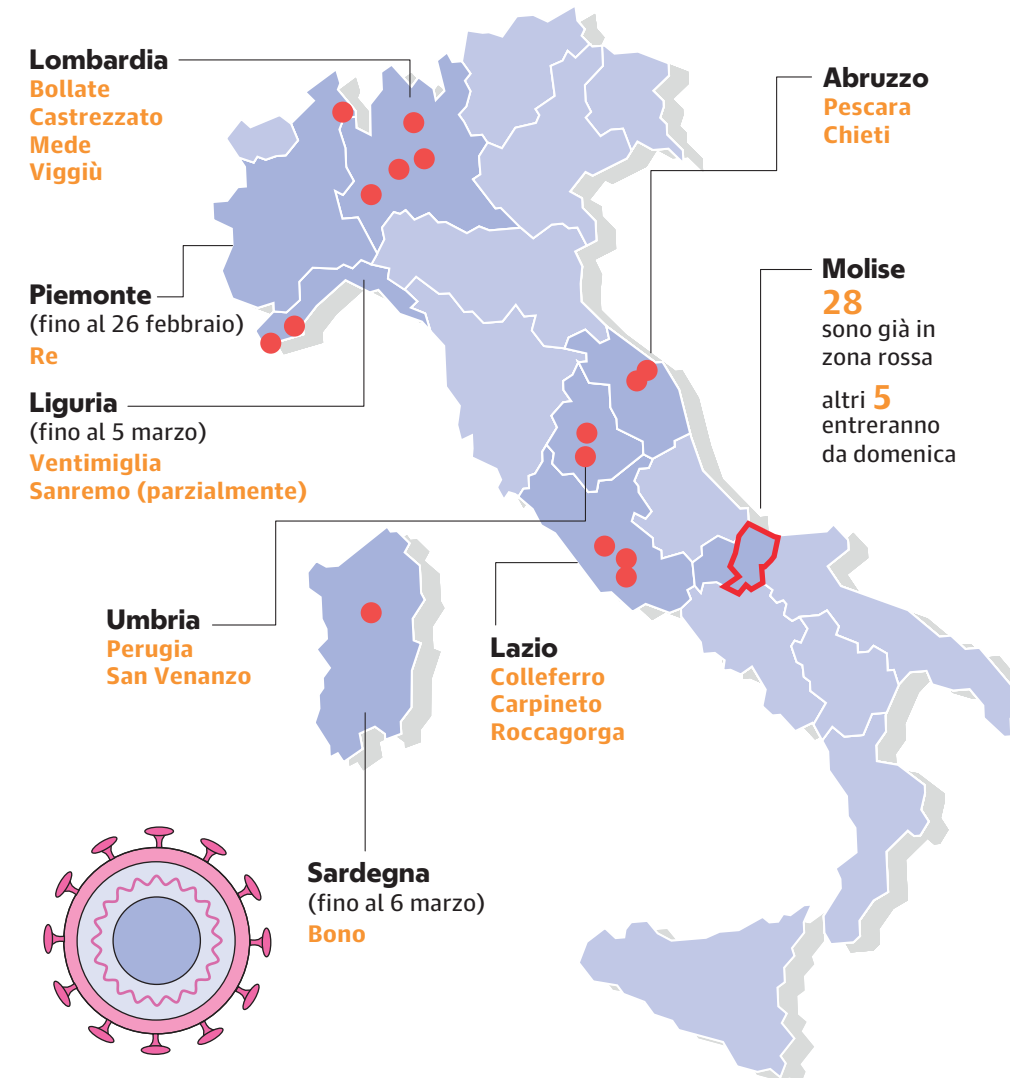 Lombardia
Bollate
Castrezzato
Mede
Viggiù
Piemonte
(fino al 26 febbraio)
Re
Liguria
(fino al 5 marzo)
Ventimiglia
Sanremo (parzialmente)
Umbria
Perugia
San Venanzo
Sardegna
(fino al 6 marzo)
Bono
Lazio
Colleferro
Carpineto
Roccagorga
Abruzzo
Pescara
Chieti
Molise
28
sono già in
zona rossa
altri 5
entreranno
da domenica